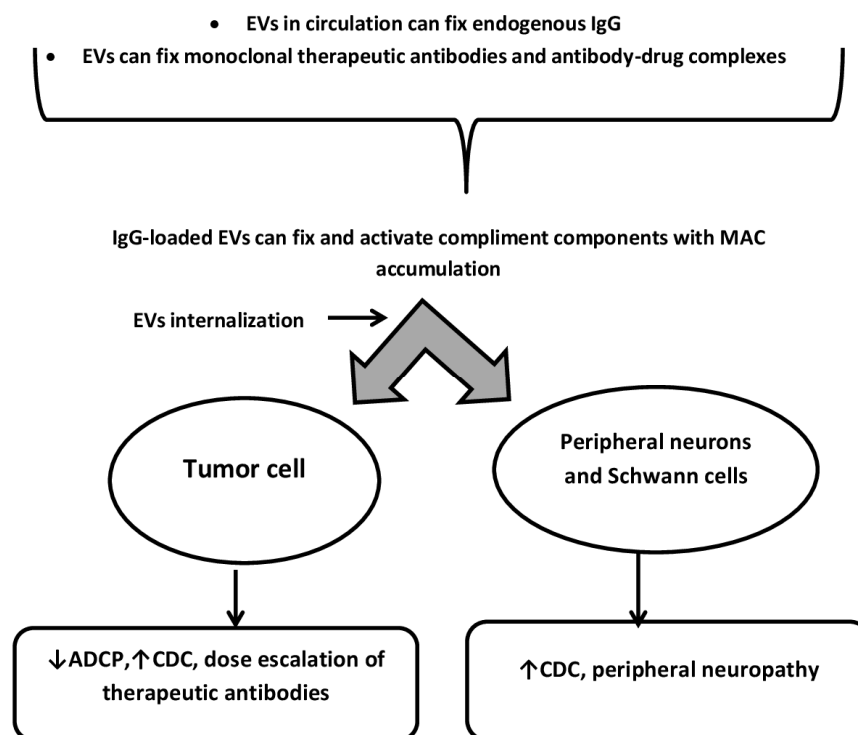 • EVs in circulation can fix endogenous IgG
• EVs can fix monoclonal therapeutic antibodies and antibody-drug complexes
IgG-loaded EVs can fix and activate compliment components with MAC
accumulation
EVs internalization
Tumor cell
Peripheral neurons
and Schwann cells
↓ADCP,↑CDC, dose escalation of
therapeutic antibodies
↑CDC, peripheral neuropathy